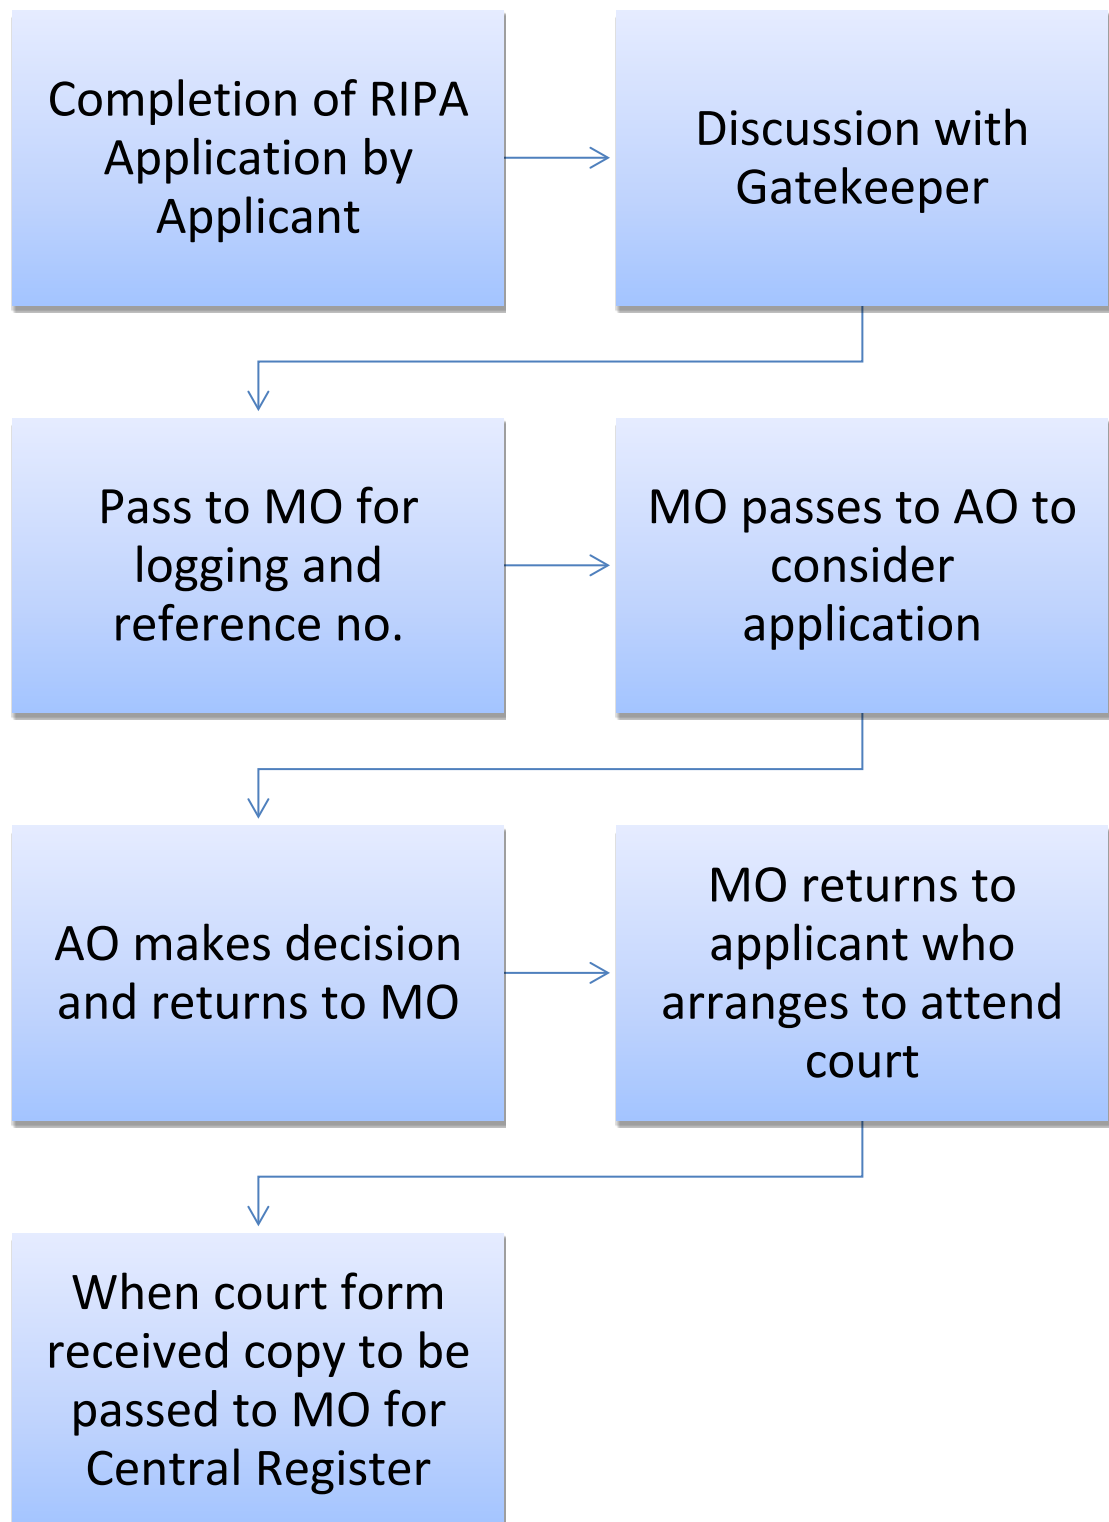 Completion of RIPA
Application by
Applicant
Discussion with
Gatekeeper
Pass to MO for
logging and
reference no.
MO passes to AO to
consider
application
AO makes decision
and returns to MO
MO returns to
applicant who
arranges to attend
court
When court form
received copy to be
passed to MO for
Central Register